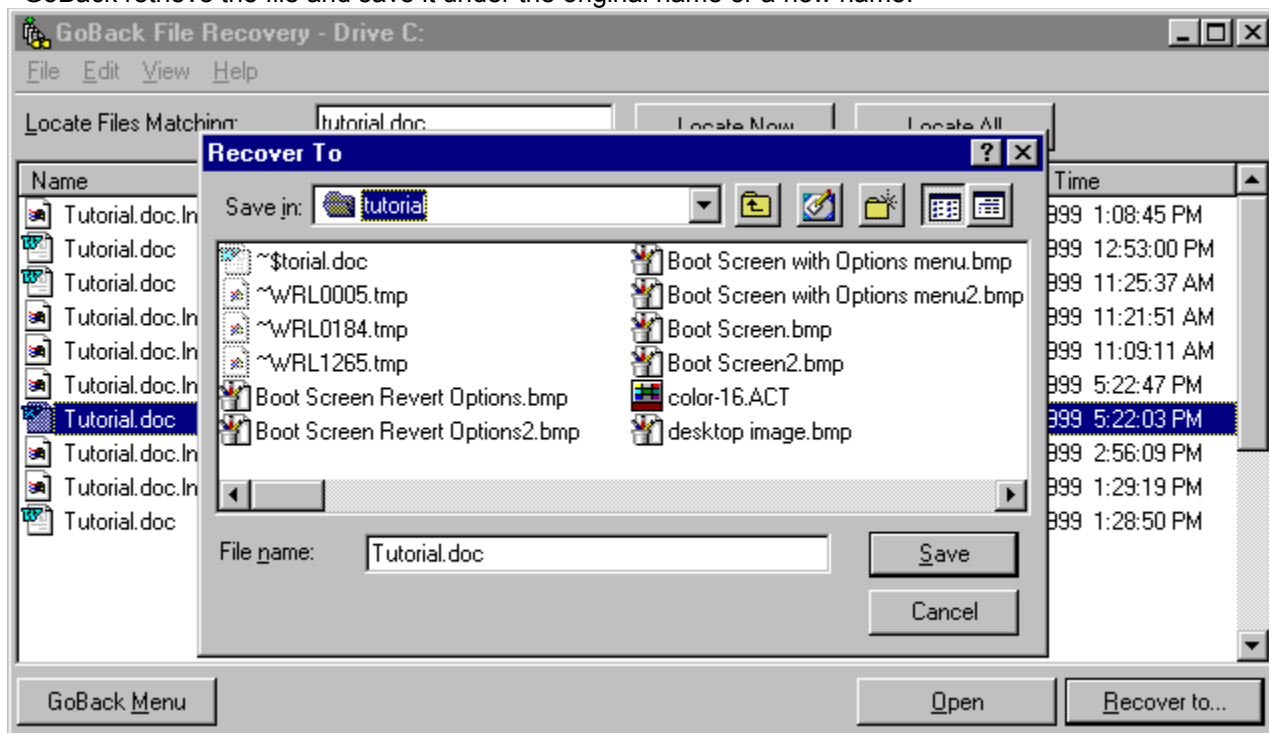 GoBack retrieve the file and save it under the original name or a new name.
GoBack File Recovery - Drive C:
File Edit View Help
Locate Files Matching: tutorial.doc Locate Now Locate All
Recover To
Name Time
Save in: tutorial
Tutorial.doc.In 999 1:08:45 PM
Tutorial.doc 999 12:53:00 PM
Tutorial.doc 999 11:25:37 AM
Tutorial.doc.In 999 11:21:51 AM
Tutorial.doc.In 999 11:09:11 AM
Tutorial.doc.In 999 5:22:47 PM
Tutorial.doc 999 5:22:03 PM
Tutorial.doc.In 999 2:56:09 PM
Tutorial.doc.In 999 1:29:19 PM
Tutorial.doc 999 1:28:50 PM
~$torial.doc Boot Screen with Options menu.bmp
~WRL0005.tmp Boot Screen with Options menu2.bmp
~WRL0184.tmp Boot Screen.bmp
~WRL1265.tmp Boot Screen2.bmp
Boot Screen Revert Options.bmp color-16.ACT
Boot Screen Revert Options2.bmp desktop image.bmp
File name: Tutorial.doc Save
Cancel
GoBack Menu Open Recover to...